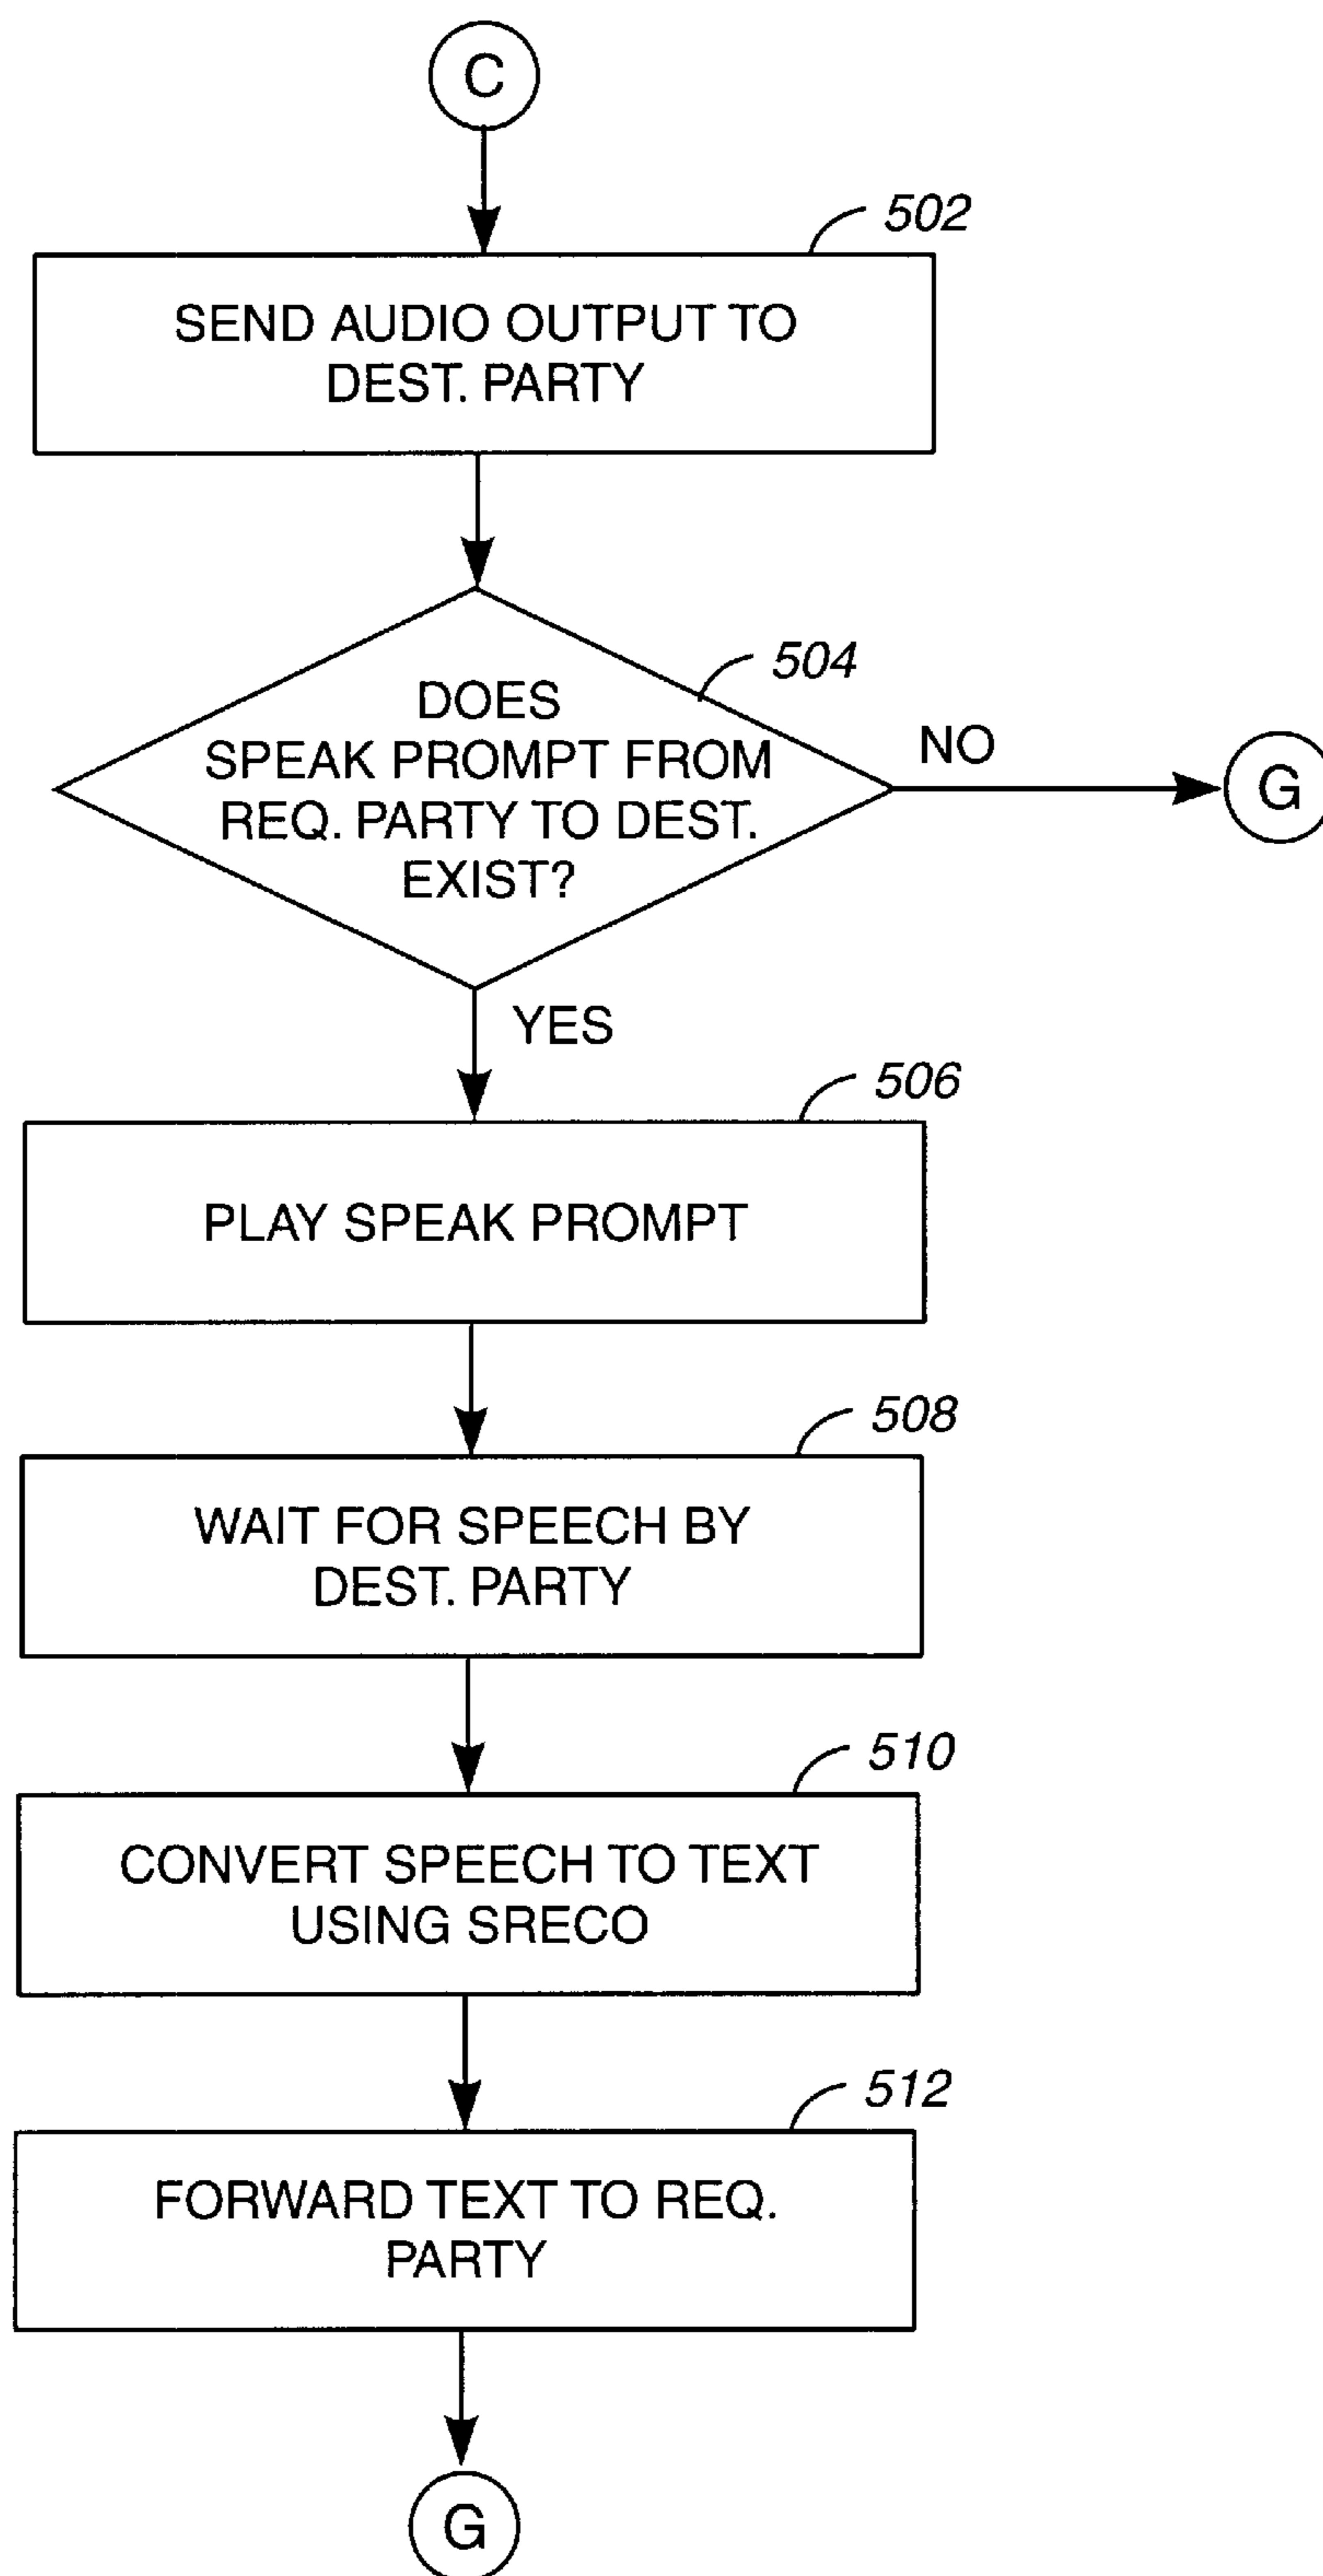 C
502
SEND AUDIO OUTPUT TO
DEST. PARTY
504
DOES
SPEAK PROMPT FROM
REQ. PARTY TO DEST.
EXIST?
NO
G
YES
506
PLAY SPEAK PROMPT
508
WAIT FOR SPEECH BY
DEST. PARTY
510
CONVERT SPEECH TO TEXT
USING SRECO
512
FORWARD TEXT TO REQ.
PARTY
G